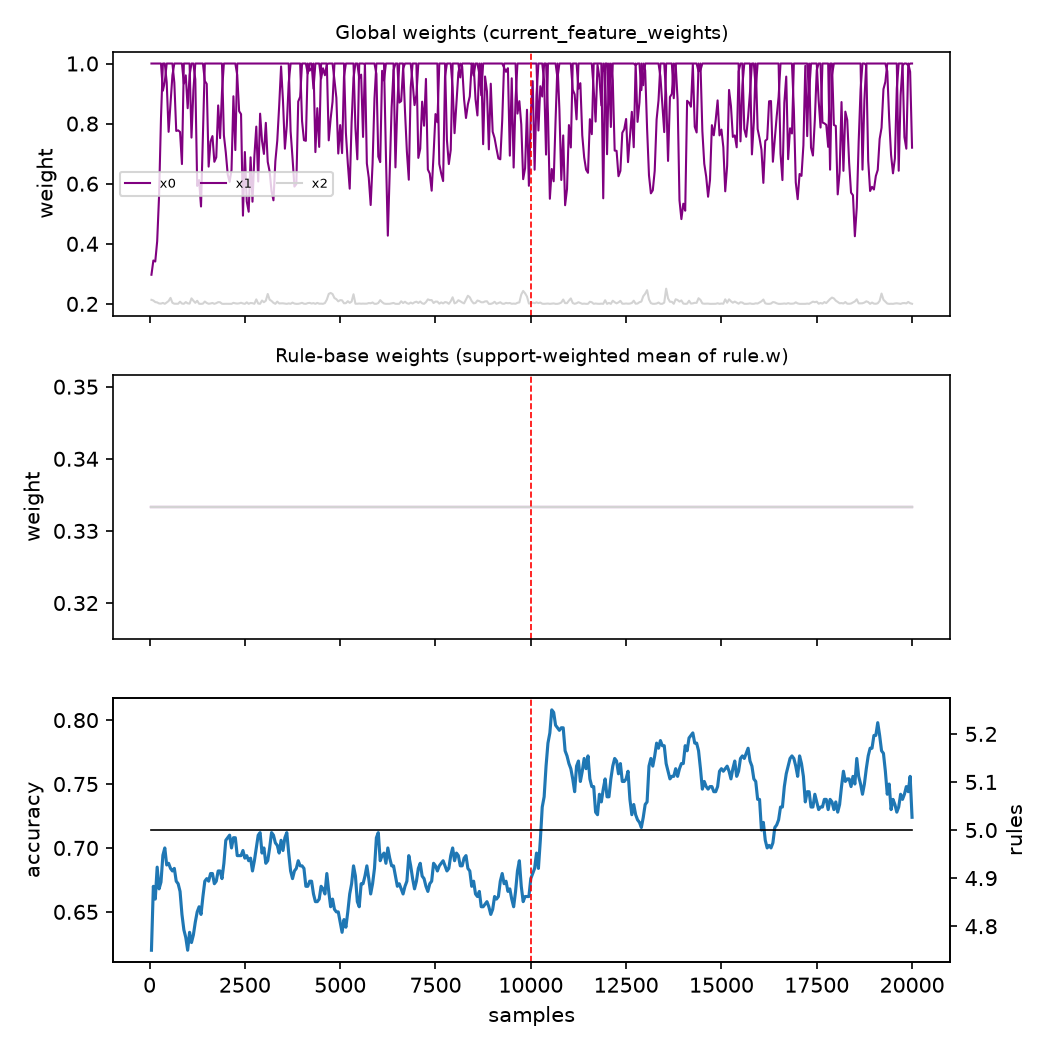 Global weights (current_feature_weights)
1.0
0.8
0.6
0.4
0.2
weight
x0 x1 x2
Rule-base weights (support-weighted mean of rule.w)
0.35
0.34
0.33
0.32
weight
0.80
0.75
0.70
0.65
accuracy
5.2
5.1
5.0
4.9
4.8
rules
0 2500 5000 7500 10000 12500 15000 17500 20000
samples